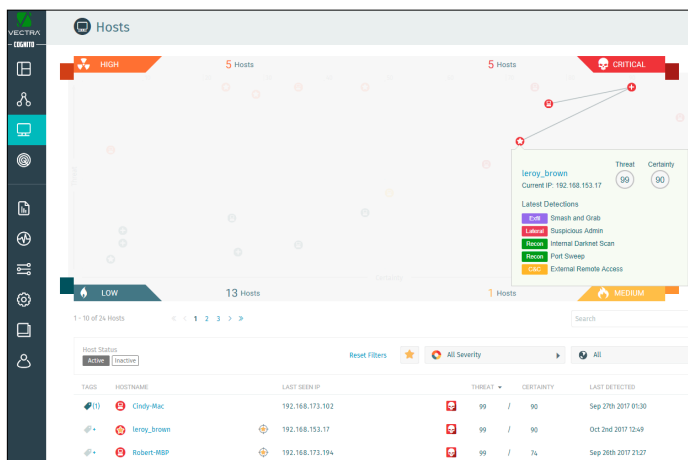 VECTRA
COGNITO
Hosts
HIGH
5 Hosts
5 Hosts
CRITICAL
leroy_brown
Current IP: 192.168.153.17
Threat
99
Certainty
90
Latest Detections
Exfil Smash and Grab
Lateral Suspicious Admin
Recon Internal Darknet Scan
Recon Port Sweep
C&C External Remote Access
LOW
13 Hosts
1 Hosts
MEDIUM
1 - 10 of 24 Hosts
« < 1 2 3 > »
Search
Host Status
Active Inactive
Reset Filters
All Severity
All
TAGS HOSTNAME LAST SEEN IP THREAT CERTAINTY LAST DETECTED
(1) Cindy-Mac 192.168.173.102 99 / 90 Sep 27th 2017 01:30
+ leroy_brown 192.168.153.17 99 / 90 Oct 2nd 2017 12:49
+ Robert-MBP 192.168.173.194 99 / 74 Sep 26th 2017 21:27